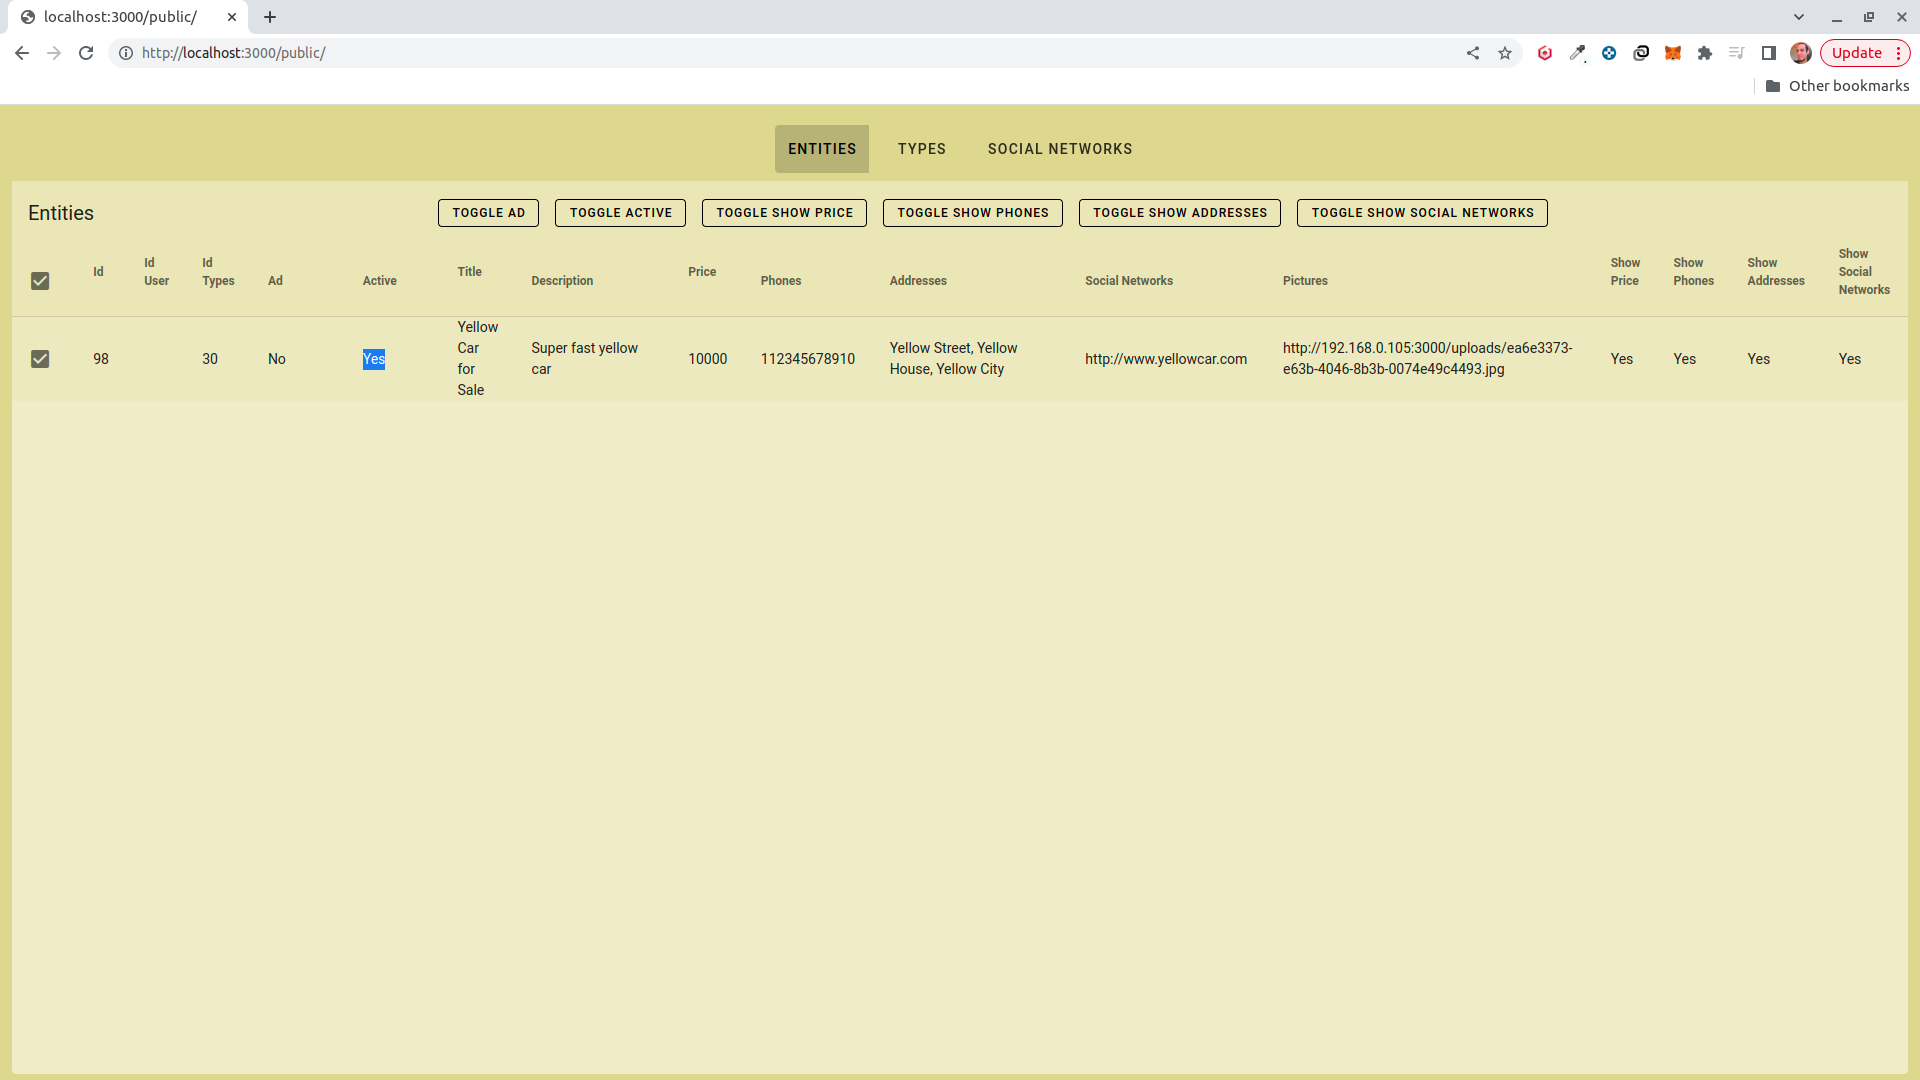 localhost:3000/public/
http://localhost:3000/public/
Update
Other bookmarks
ENTITIES
TYPES
SOCIAL NETWORKS
Entities
TOGGLE AD
TOGGLE ACTIVE
TOGGLE SHOW PRICE
TOGGLE SHOW PHONES
TOGGLE SHOW ADDRESSES
TOGGLE SHOW SOCIAL NETWORKS
Id
Id
User
Id
Types
Ad
Active
Title
Description
Price
Phones
Addresses
Social Networks
Pictures
Show
Price
Show
Phones
Show
Addresses
Show
Social
Networks
98
30
No
Yes
Yellow
Car
for
Sale
Super fast yellow
car
10000
112345678910
Yellow Street, Yellow
House, Yellow City
http://www.yellowcar.com
http://192.168.0.105:3000/uploads/ea6e3373-
e63b-4046-8b3b-0074e49c4493.jpg
Yes
Yes
Yes
Yes